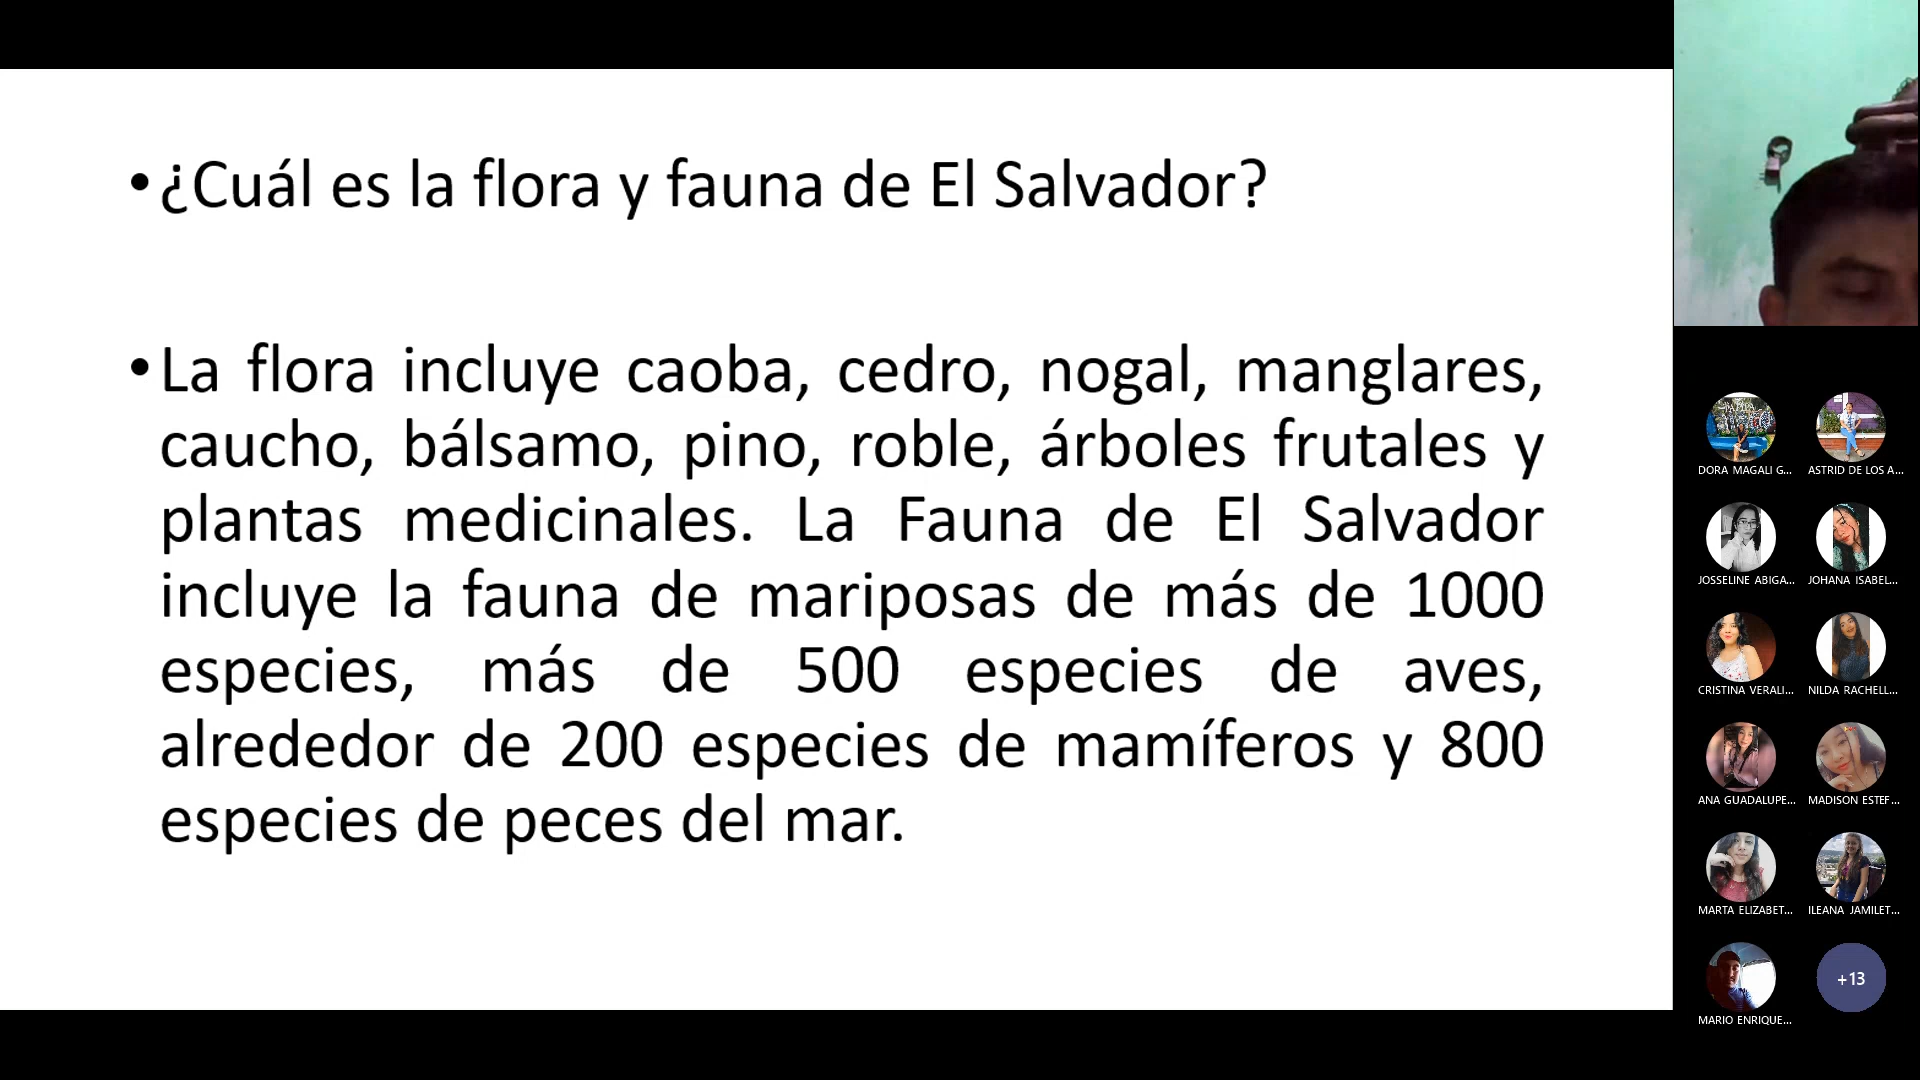 •¿Cuál es la flora y fauna de El Salvador?
•La flora incluye caoba, cedro, nogal, manglares,
caucho, bálsamo, pino, roble, árboles frutales y
plantas medicinales. La Fauna de El Salvador
incluye la fauna de mariposas de más de 1000
especies, más de 500 especies de aves,
alrededor de 200 especies de mamíferos y 800
especies de peces del mar.
DORA MAGALI G...
ASTRID DE LOS A...
JOSSELINE ABIGA...
JOHANA ISABEL...
CRISTINA VERALI...
NILDA RACHELL...
ANA GUADALUPE...
MADISON ESTEF...
MARTA ELIZABET...
ILEANA JAMILET...
MARIO ENRIQUE...
+13